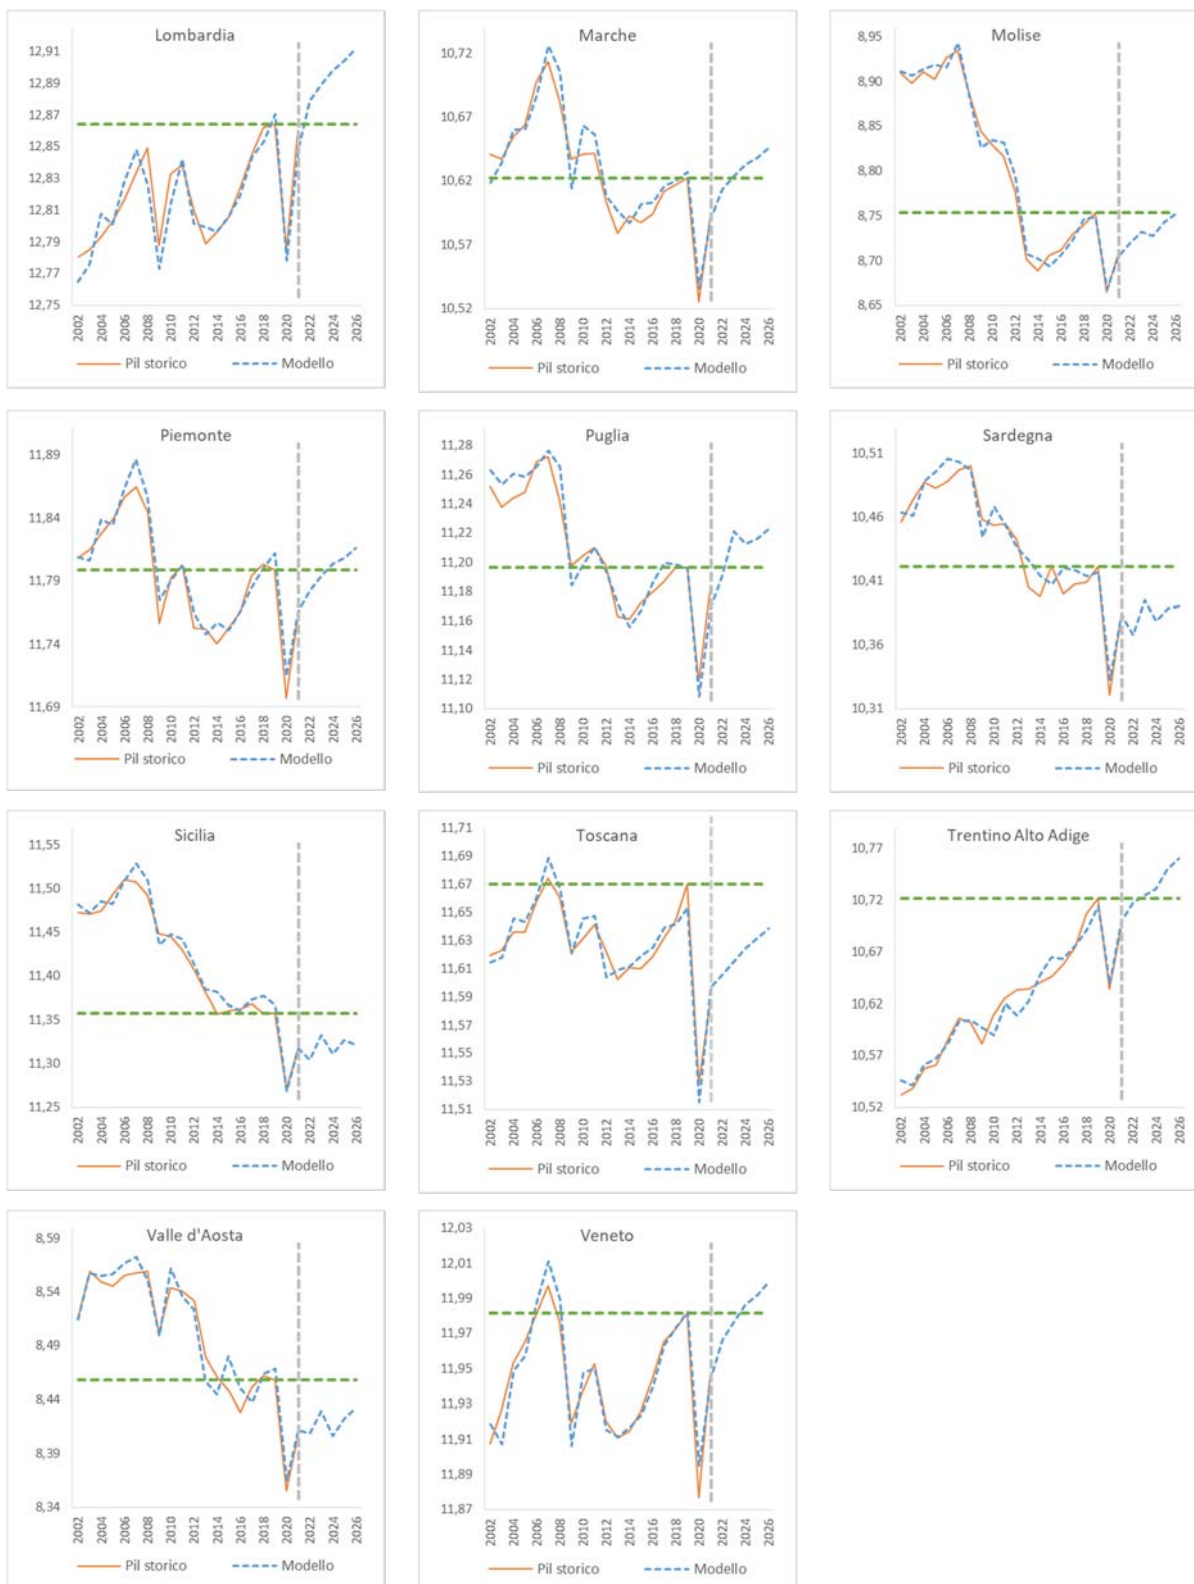 Lombardia
12,91
12,89
12,87
12,85
12,83
12,81
12,79
12,77
12,75
2002 2004 2006 2008 2010 2012 2014 2016 2018 2020 2022 2024 2026
Pil storico Modello
Marche
10,72
10,67
10,62
10,57
10,52
2002 2004 2006 2008 2010 2012 2014 2016 2018 2020 2022 2024 2026
Pil storico Modello
Molise
8,95
8,90
8,85
8,80
8,75
8,70
8,65
2002 2004 2006 2008 2010 2012 2014 2016 2018 2020 2022 2024 2026
Pil storico Modello
Piemonte
11,89
11,84
11,79
11,74
11,69
2002 2004 2006 2008 2010 2012 2014 2016 2018 2020 2022 2024 2026
Pil storico Modello
Puglia
11,28
11,26
11,24
11,22
11,20
11,18
11,16
11,14
11,12
11,10
2002 2004 2006 2008 2010 2012 2014 2016 2018 2020 2022 2024 2026
Pil storico Modello
Sardegna
10,51
10,46
10,41
10,36
10,31
2002 2004 2006 2008 2010 2012 2014 2016 2018 2020 2022 2024 2026
Pil storico Modello
Sicilia
11,55
11,50
11,45
11,40
11,35
11,30
11,25
2002 2004 2006 2008 2010 2012 2014 2016 2018 2020 2022 2024 2026
Pil storico Modello
Toscana
11,71
11,69
11,67
11,65
11,63
11,61
11,59
11,57
11,55
11,53
11,51
2002 2004 2006 2008 2010 2012 2014 2016 2018 2020 2022 2024 2026
Pil storico Modello
Trentino Alto Adige
10,77
10,72
10,67
10,62
10,57
10,52
2002 2004 2006 2008 2010 2012 2014 2016 2018 2020 2022 2024 2026
Pil storico Modello
Valle d'Aosta
8,59
8,54
8,49
8,44
8,39
8,34
2002 2004 2006 2008 2010 2012 2014 2016 2018 2020 2022 2024 2026
Pil storico Modello
Veneto
12,03
12,01
11,99
11,97
11,95
11,93
11,91
11,89
11,87
2002 2004 2006 2008 2010 2012 2014 2016 2018 2020 2022 2024 2026
Pil storico Modello